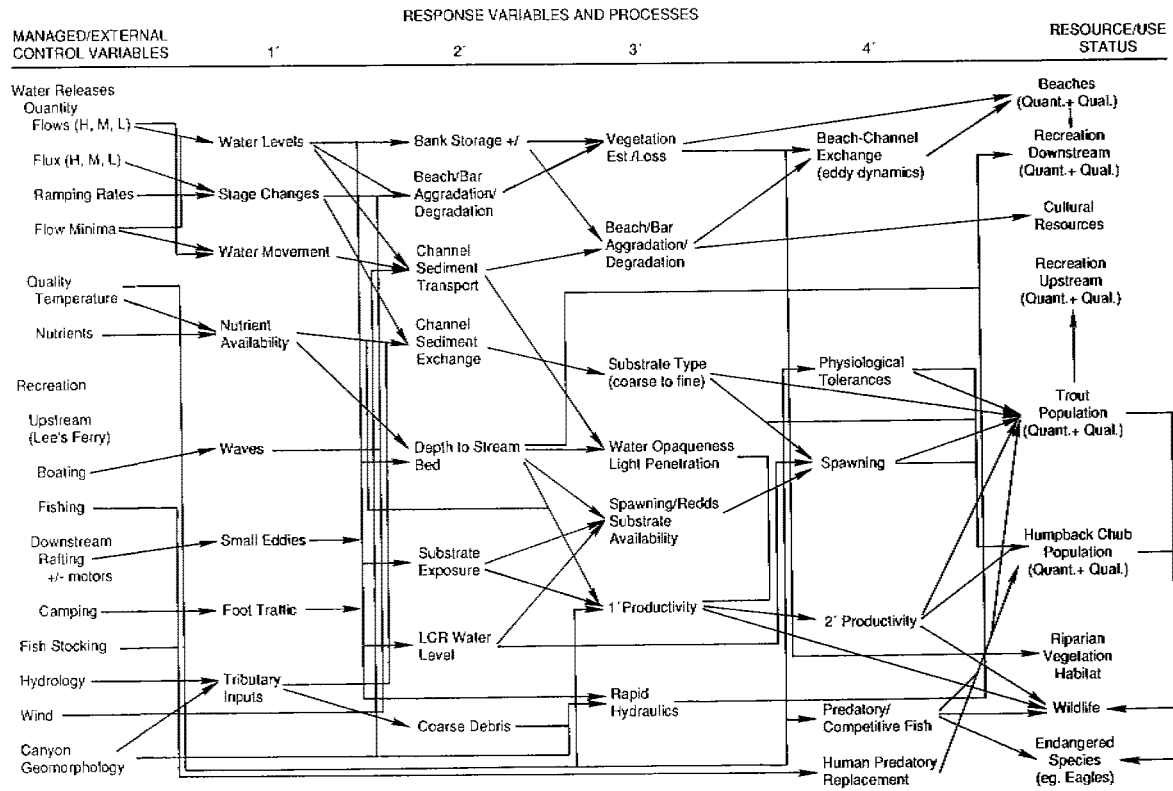 RESPONSE VARIABLES AND PROCESSES
MANAGED/EXTERNAL
CONTROL VARIABLES
1´
2´
3´
4´
RESOURCE/USE
STATUS
Water Releases
Quantity
Flows (H, M, L)
Flux (H, M, L)
Ramping Rates
Flow Minima
Quality
Temperature
Nutrients
Recreation
Upstream
(Lee's Ferry)
Boating
Fishing
Downstream
Rafting
+/- motors
Camping
Fish Stocking
Hydrology
Wind
Canyon
Geomorphology
Water Levels
Stage Changes
Water Movement
Nutrient
Availability
Waves
Small Eddies
Foot Traffic
Tributary
Inputs
Bank Storage +/
Beach/Bar
Aggradation/
Degradation
Channel
Sediment
Transport
Channel
Sediment
Exchange
Depth to Stream
Bed
Substrate
Exposure
LCR Water
Level
Coarse Debris
Vegetation
Est./Loss
Beach/Bar
Aggradation/
Degradation
Substrate Type
(coarse to fine)
Water Opaqueness
Light Penetration
Spawning/Redds
Substrate
Availability
1´ Productivity
Rapid
Hydraulics
Beach-Channel
Exchange
(eddy dynamics)
Physiological
Tolerances
Spawning
2´ Productivity
Predatory/
Competitive Fish
Human Predatory
Replacement
Beaches
(Quant.+ Qual.)
Recreation
Downstream
(Quant.+ Qual.)
Cultural
Resources
Recreation
Upstream
(Quant.+ Qual.)
Trout
Population
(Quant.+ Qual.)
Humpback Chub
Population
(Quant.+ Qual.)
Riparian
Vegetation
Habitat
Wildlife
Endangered
Species
(eg. Eagles)